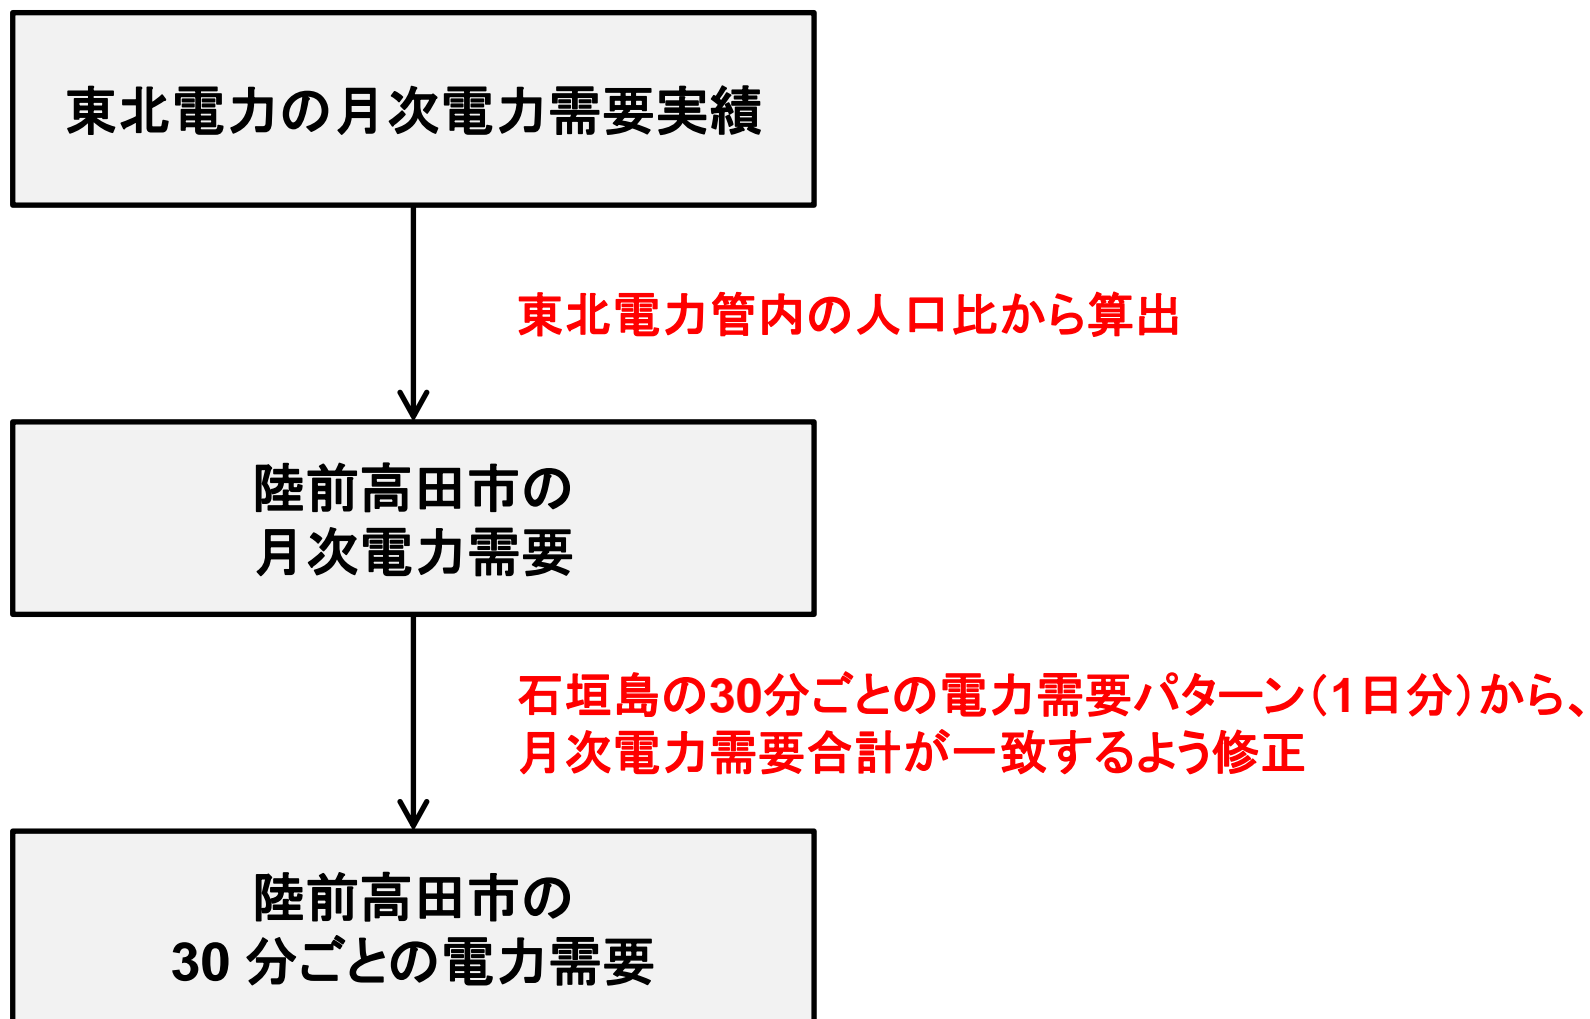 東北電力の月次電力需要実績
東北電力管内の人口比から算出
陸前高田市の
月次電力需要
石垣島の30分ごとの電力需要パターン（1日分）から、
月次電力需要合計が一致するよう修正
陸前高田市の
30 分ごとの電力需要